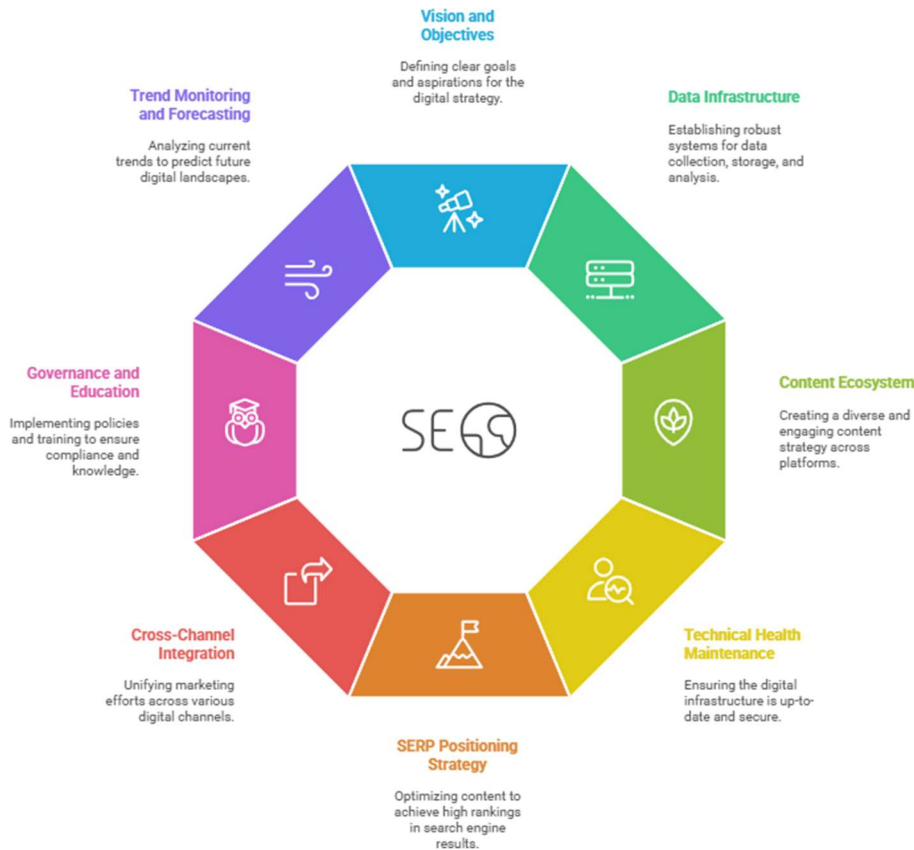 Vision and
Objectives
Defining clear goals
and aspirations for the
digital strategy.
Data Infrastructure
Establishing robust
systems for data
collection, storage, and
analysis.
Content Ecosystem
Creating a diverse and
engaging content
strategy across
platforms.
Technical Health
Maintenance
Ensuring the digital
infrastructure is up-to-
date and secure.
SERP Positioning
Strategy
Optimizing content to
achieve high rankings
in search engine
results.
Cross-Channel
Integration
Unifying marketing
efforts across various
digital channels.
Governance and
Education
Implementing policies
and training to ensure
compliance and
knowledge.
Trend Monitoring
and Forecasting
Analyzing current
trends to predict future
digital landscapes.
SEO